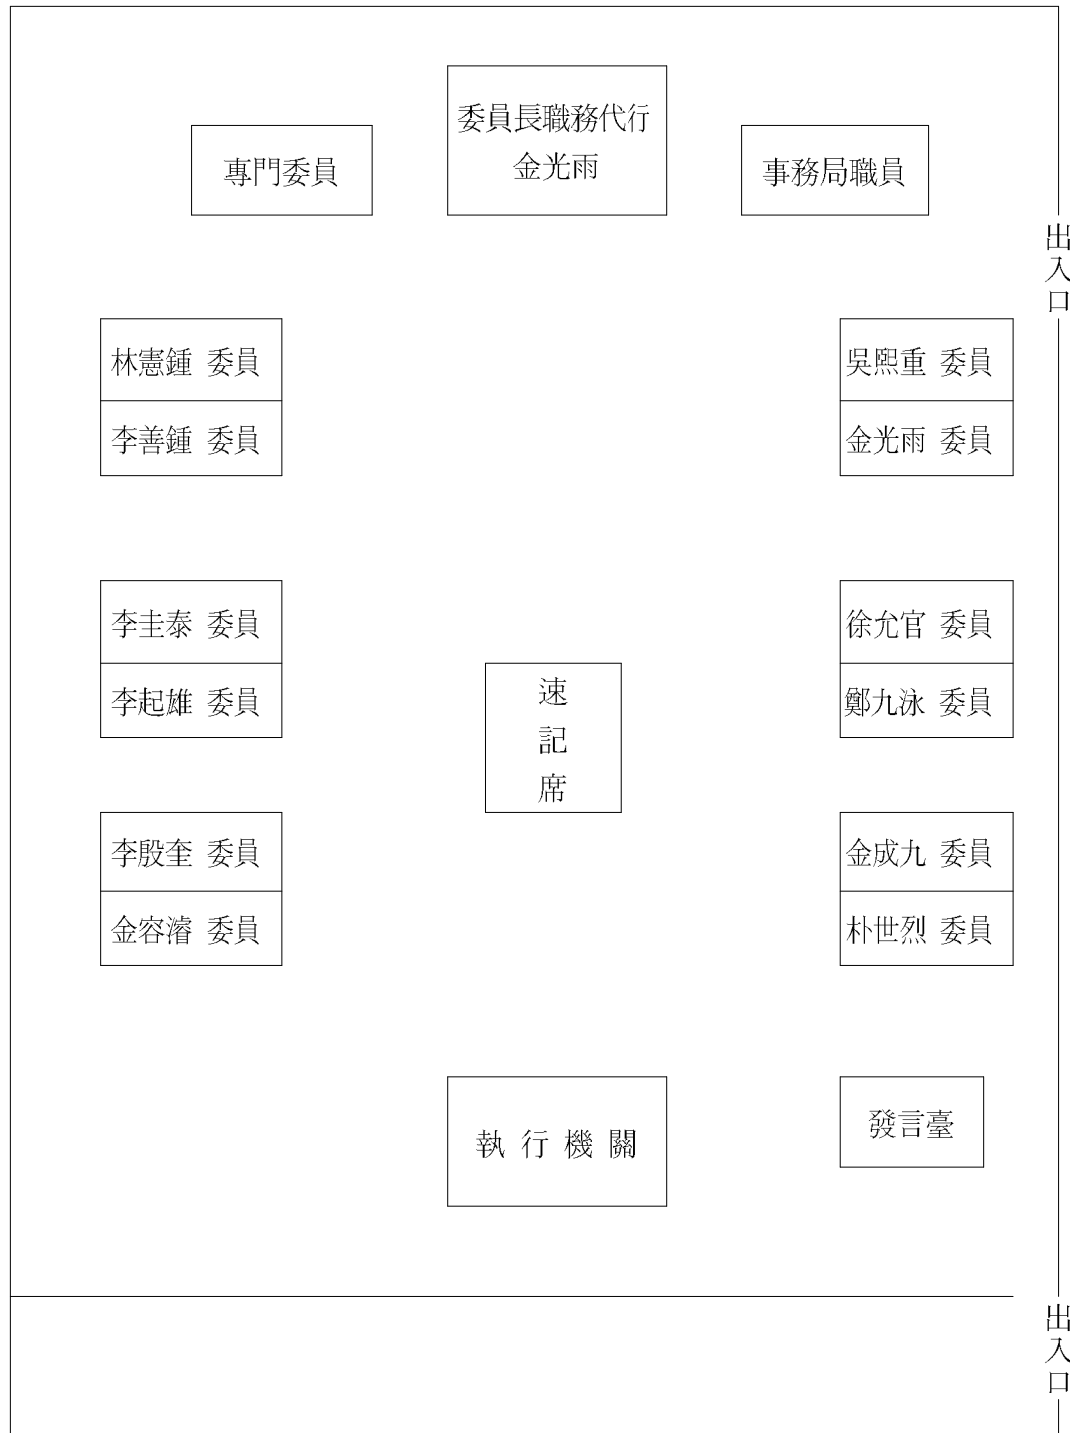 委員長職務代行
金光雨
專門委員
事務局職員
出入口
林憲鍾 委員
李善鍾 委員
吳熙重 委員
金光雨 委員
李圭泰 委員
李起雄 委員
徐允官 委員
鄭九泳 委員
速記席
李殷奎 委員
金容濬 委員
金成九 委員
朴世烈 委員
執 行 機 關
發言臺
出入口